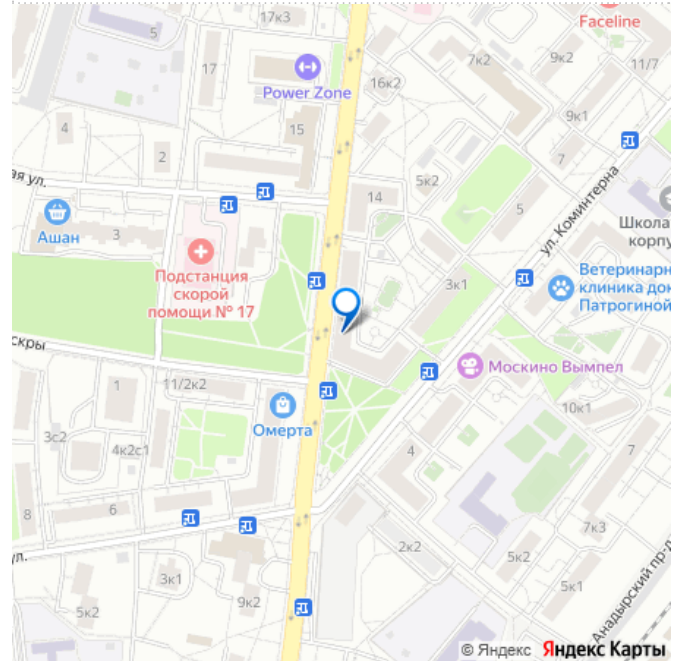 17к3
Faceline
5
17
7к2
9к2
11/7
16к2
Power Zone
9к1
4
15
2
7
5к2
ая ул.
14
5
ул. Коминтерна
Ашан
3
Школа
корпу
Подстанция
скорой
помощи № 17
3к1
Ветеринарн
клиника док
Патрогиной
скры
Москино Вымпел
1
11/2к2
Омерта
10к1
3с2
4к2с1
4
7
8
6
7к3
ул.
2к2
5к2
3к1
5к1
9к2
5к2
Анадырский пр-д
© Яндекс Яндекс Карты